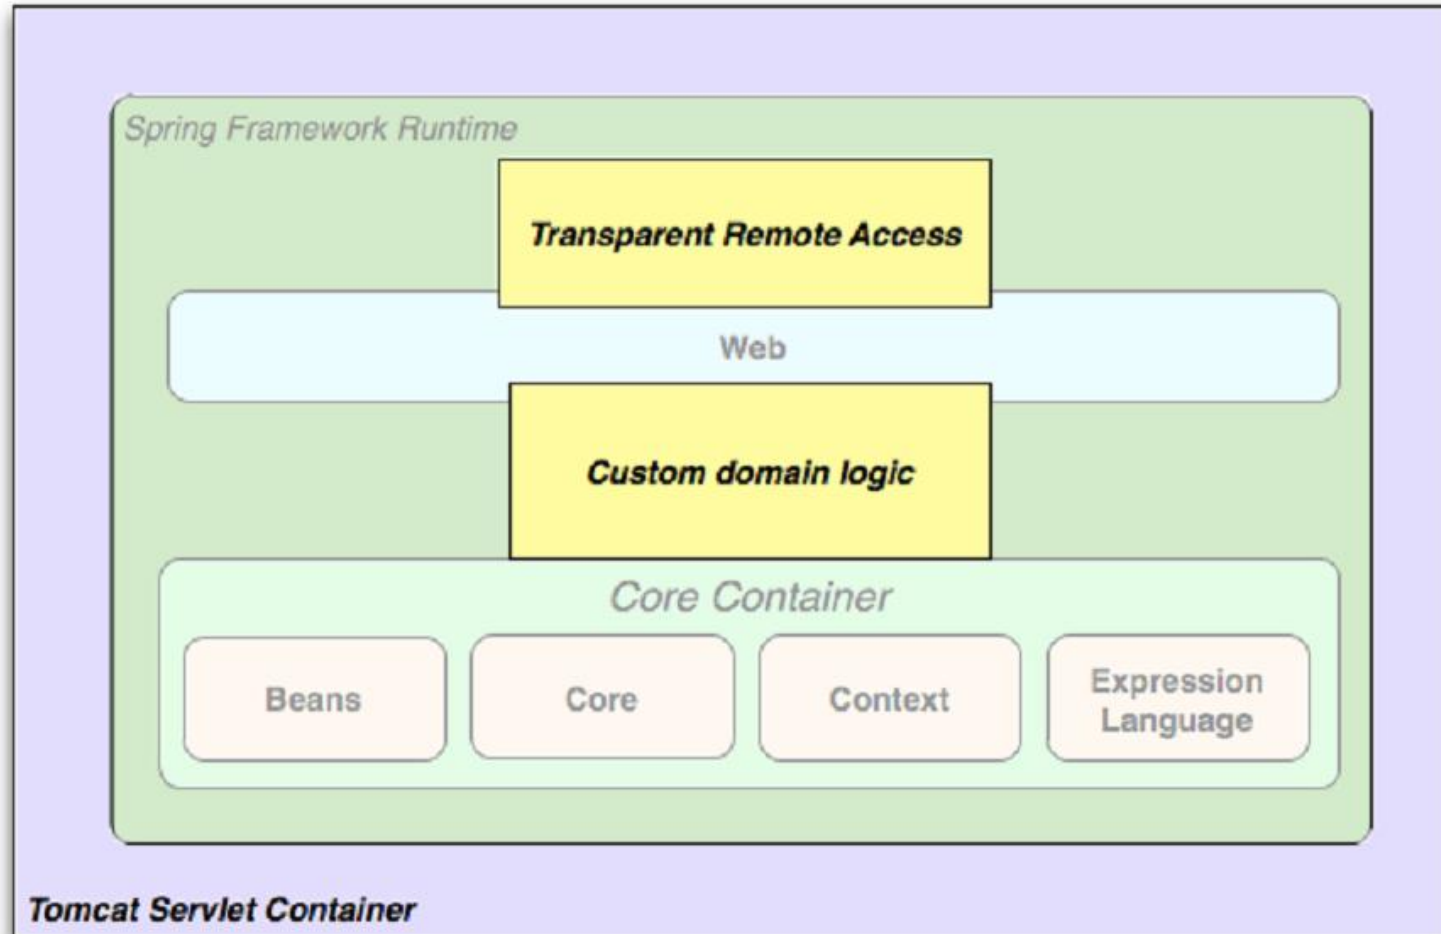 Spring Framework Runtime
Transparent Remote Access
Web
Custom domain logic
Core Container
Beans
Core
Context
Expression
Language
Tomcat Servlet Container